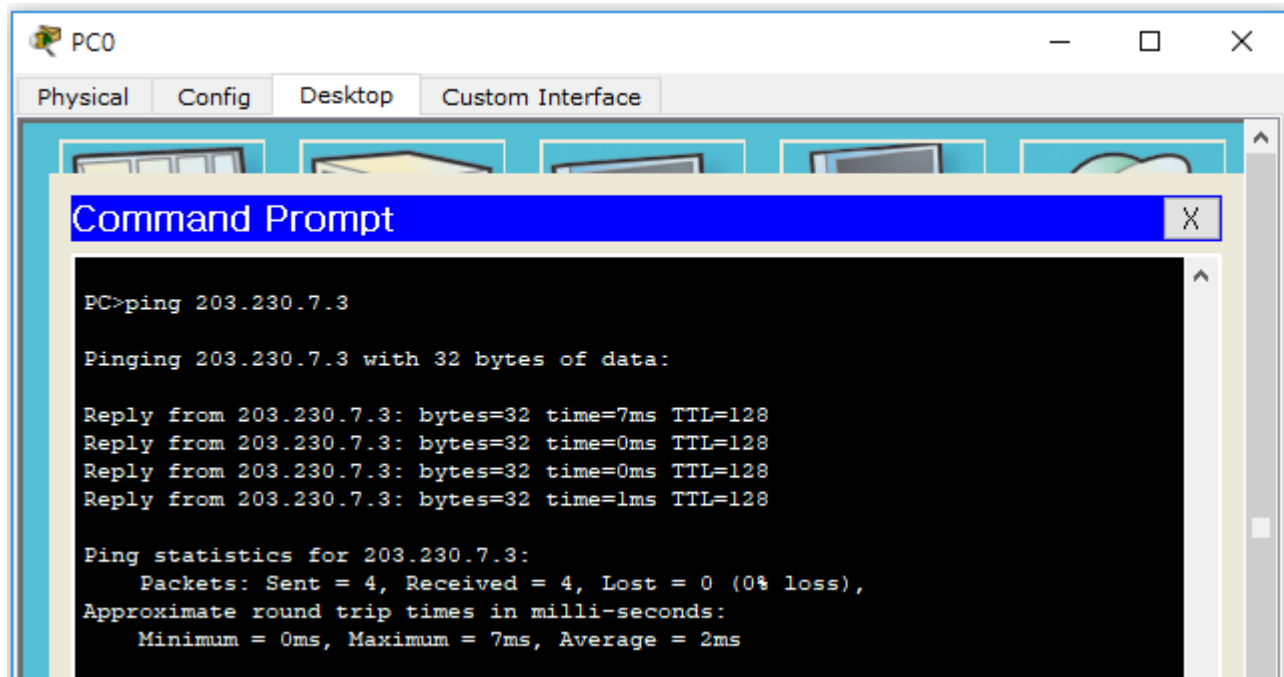 PC0
Physical Config Desktop Custom Interface
Command Prompt
X
PC>ping 203.230.7.3
Pinging 203.230.7.3 with 32 bytes of data:
Reply from 203.230.7.3: bytes=32 time=7ms TTL=128
Reply from 203.230.7.3: bytes=32 time=0ms TTL=128
Reply from 203.230.7.3: bytes=32 time=0ms TTL=128
Reply from 203.230.7.3: bytes=32 time=1ms TTL=128
Ping statistics for 203.230.7.3:
Packets: Sent = 4, Received = 4, Lost = 0 (0% loss),
Approximate round trip times in milli-seconds:
Minimum = 0ms, Maximum = 7ms, Average = 2ms